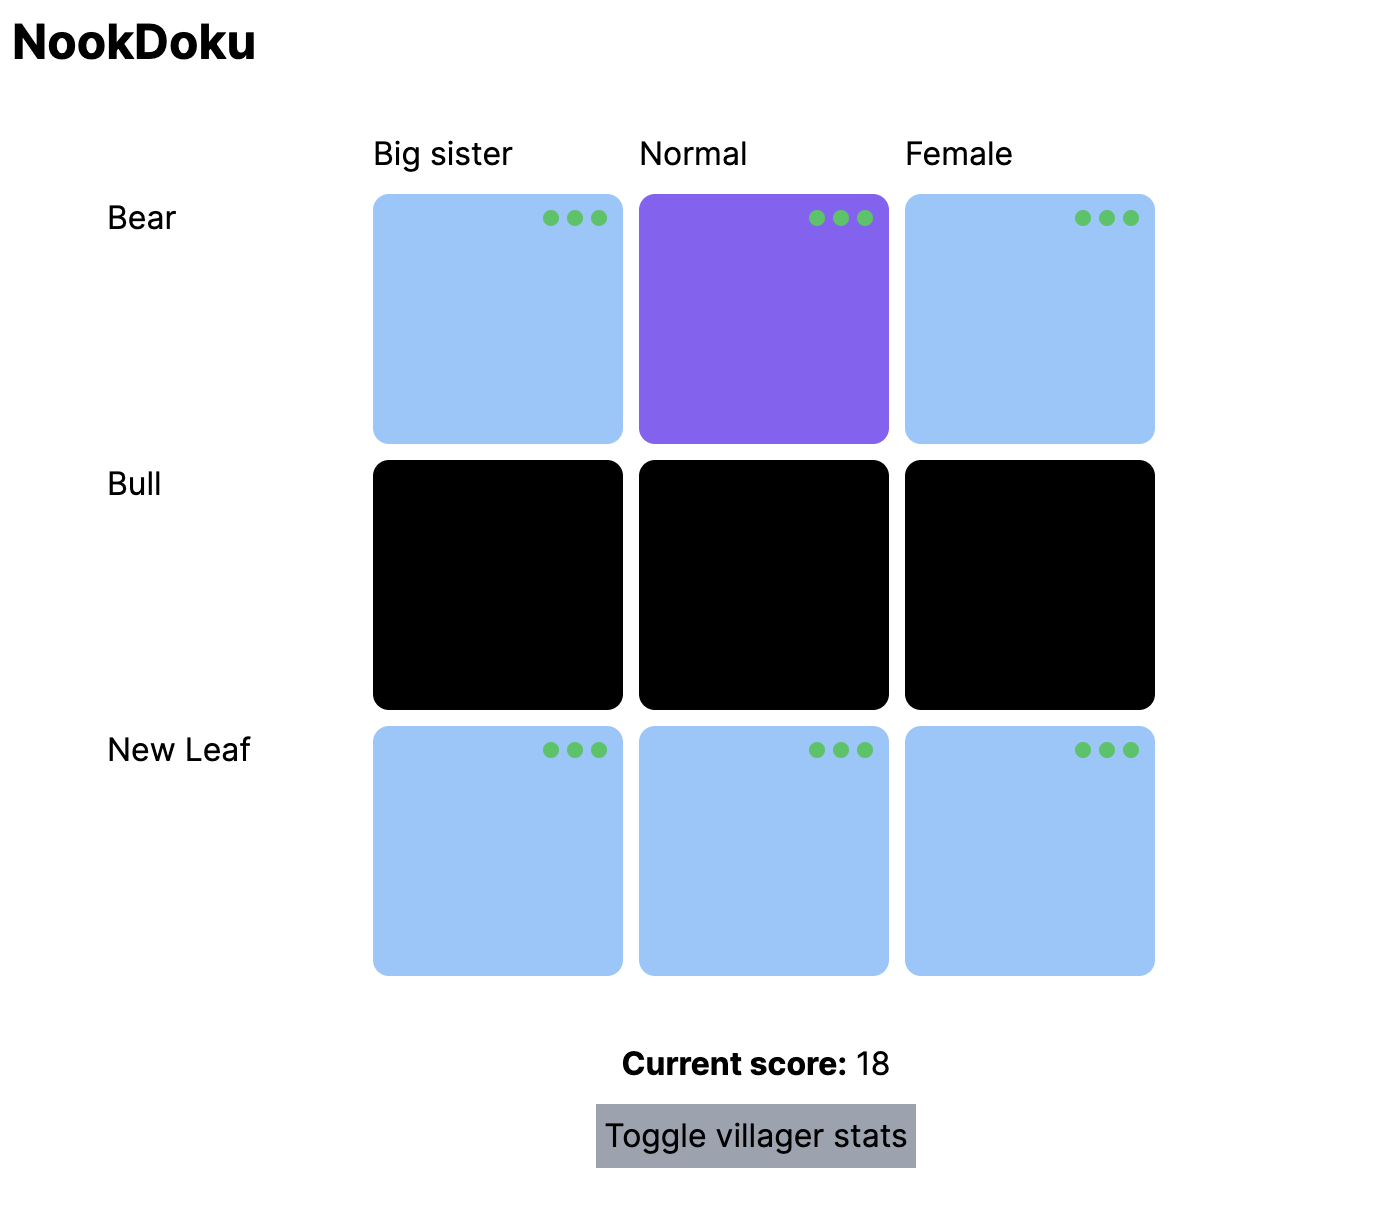 NookDoku
Big sister Normal Female
Bear
Bull
New Leaf
Current score: 18
Toggle villager stats